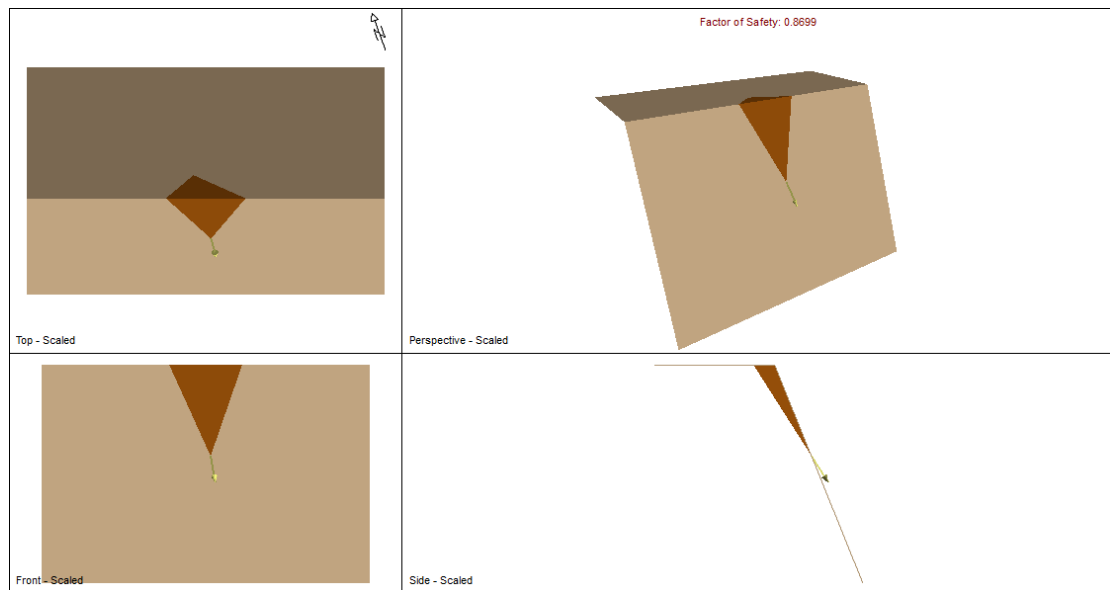 N
Factor of Safety: 0.8699
Top - Scaled
Perspective - Scaled
Front - Scaled
Side - Scaled